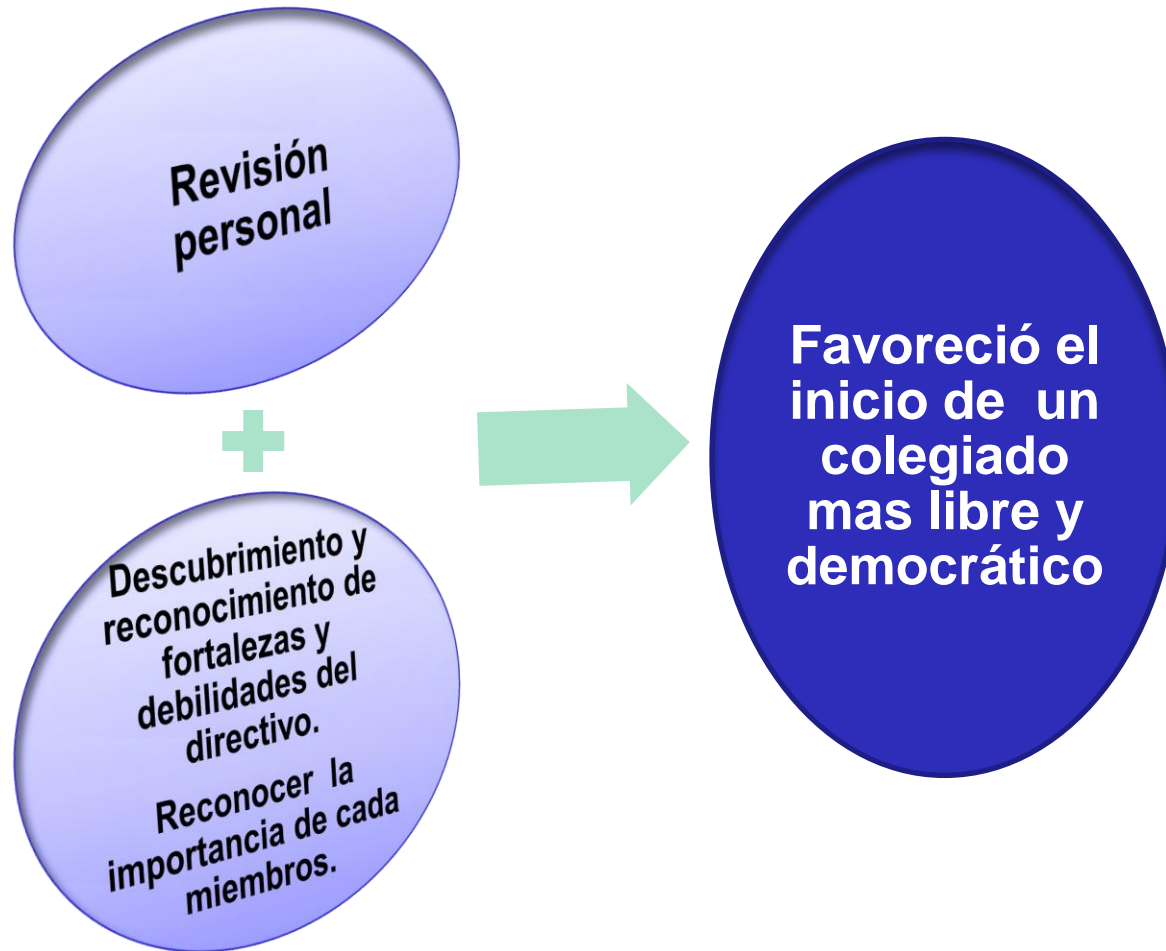 Revisión
personal
Descubrimiento y
reconocimiento de
fortalezas y
debilidades del
directivo.
Reconocer la
importancia de cada
miembros.
Favoreció el
inicio de un
colegiado
mas libre y
democrático